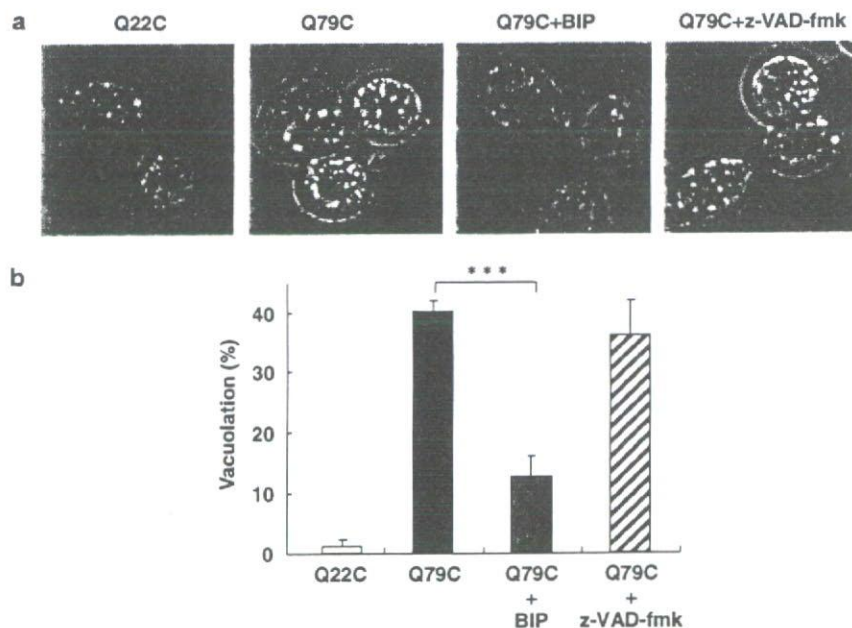 a
Q22C Q79C Q79C+BIP Q79C+z-VAD-fmk
b
* * *
Vacuolation (%)
40
30
20
10
0
Q22C Q79C Q79C Q79C
+ +
BIP z-VAD-fmk